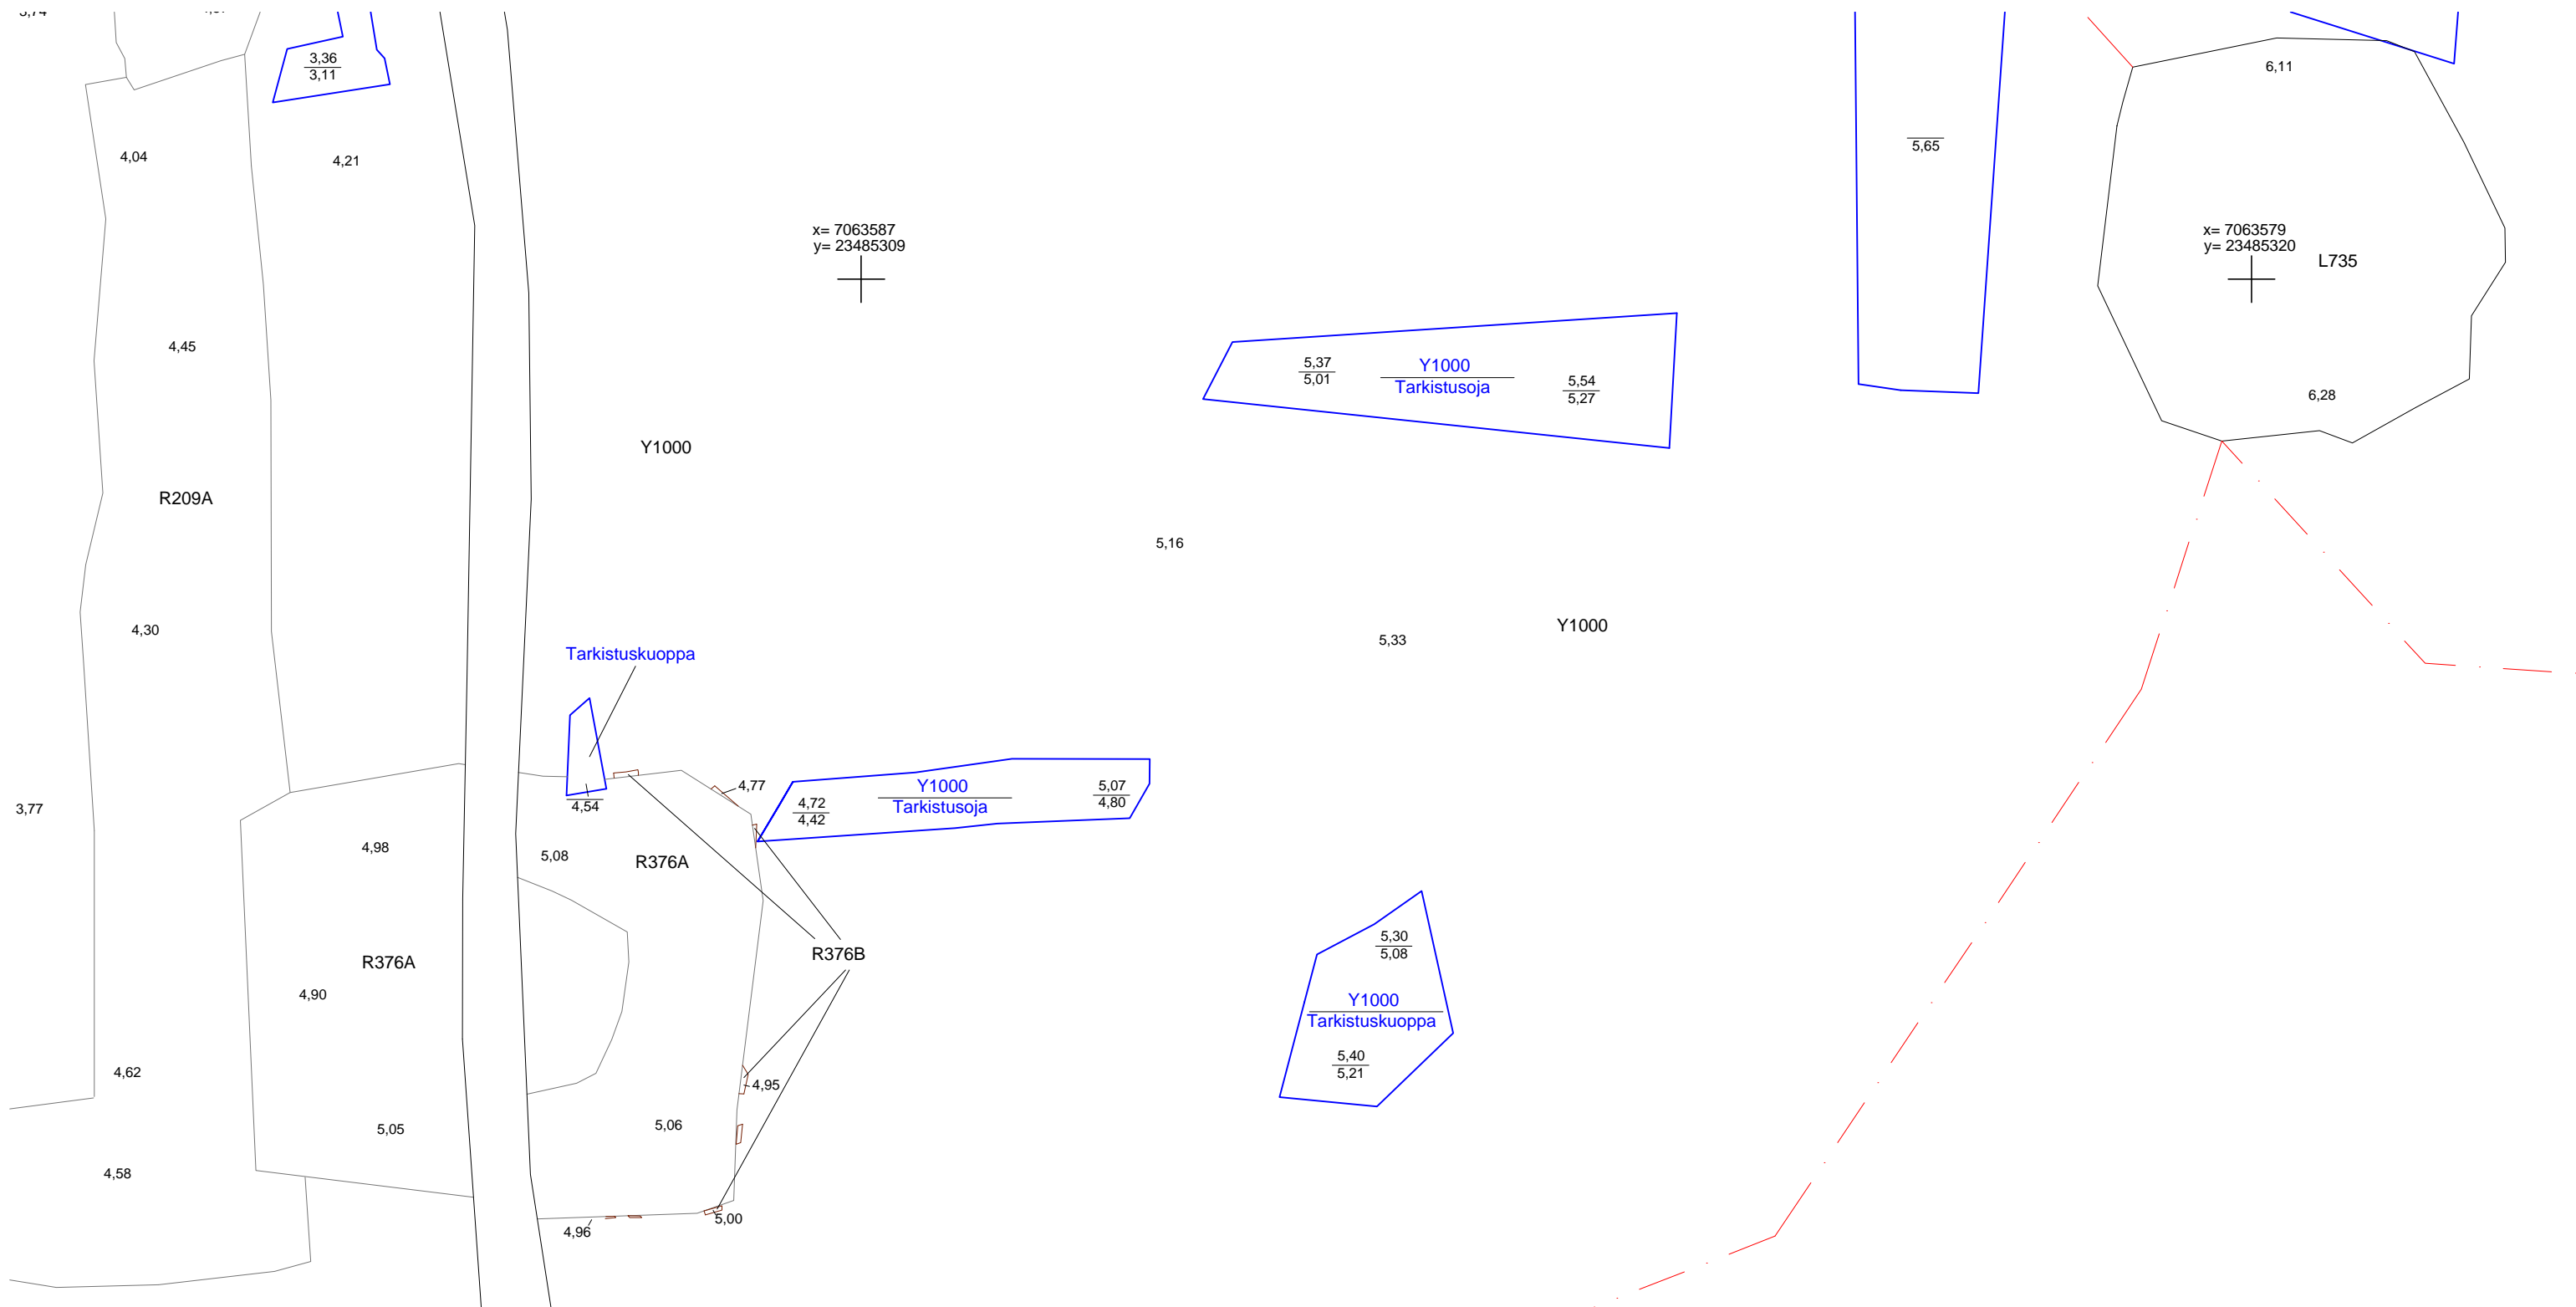 3,36
3,11
6,11
4,04
4,21
5,65
x= 7063587
y= 23485309
x= 7063579
y= 23485320
L735
4,45
5,37
5,01
Y1000
Tarkistusoja
5,54
5,27
6,28
Y1000
R209A
5,16
4,30
5,33
Y1000
Tarkistuskuoppa
3,77
4,54
4,77
4,72
4,42
Y1000
Tarkistusoja
5,07
4,80
4,98
5,08
R376A
R376A
R376B
5,30
5,08
4,90
Y1000
Tarkistuskuoppa
5,40
5,21
4,62
4,95
5,05
5,06
4,58
4,96
5,00